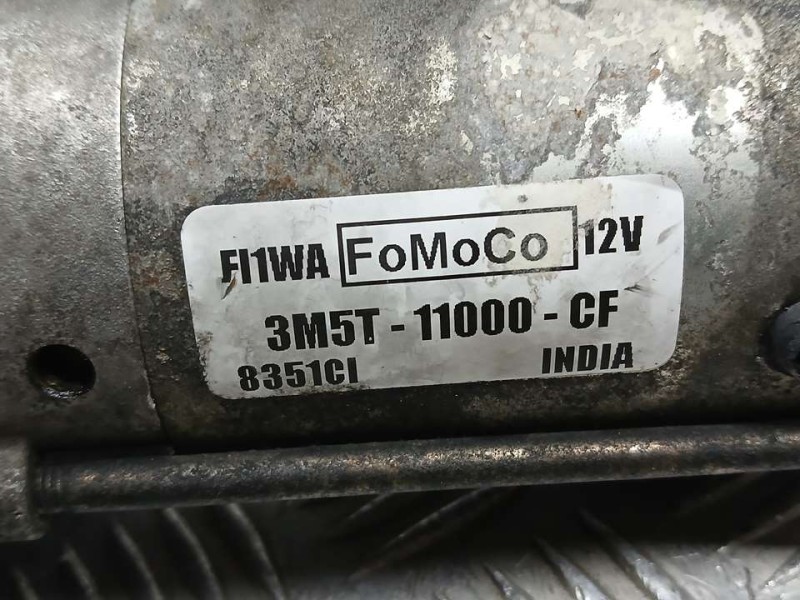 FI1WA FoMoCo 12V
3M5T - 11000 - CF
8351CI INDIA